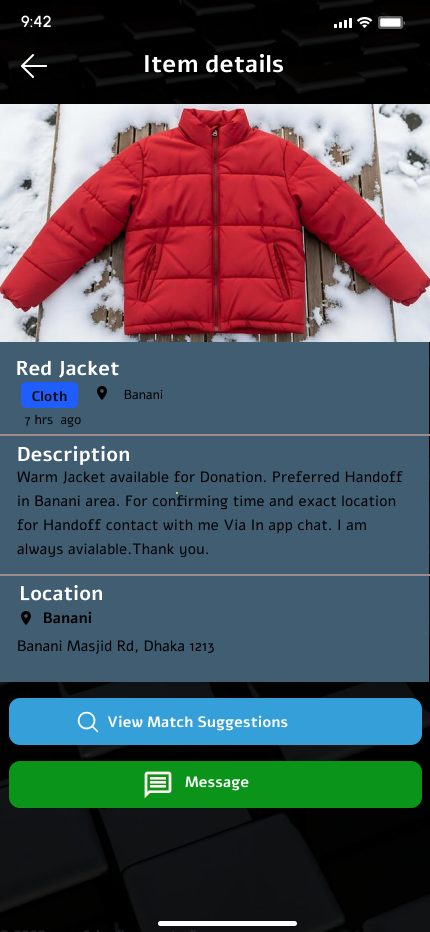 9:42
Item details
Red Jacket
Cloth
Banani
7 hrs ago
Description
Warm Jacket available for Donation. Preferred Handoff
in Banani area. For confirming time and exact location
for Handoff contact with me Via In app chat. I am
always avialable.Thank you.
Location
Banani
Banani Masjid Rd, Dhaka 1213
View Match Suggestions
Message